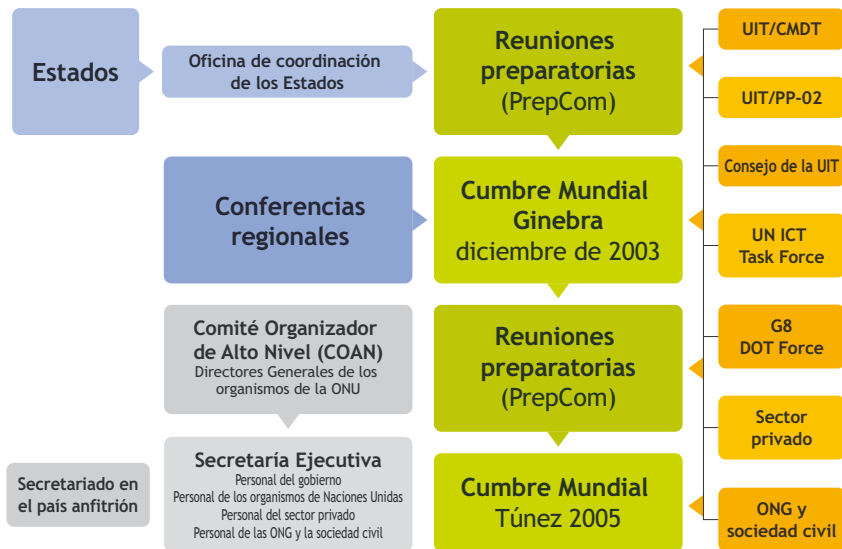 Estados
Oficina de coordinación
de los Estados
Reuniones
preparatorias
(PrepCom)
Conferencias
regionales
Cumbre Mundial
Ginebra
diciembre de 2003
Comité Organizador
de Alto Nivel (COAN)
Directores Generales de los
organismos de la ONU
Reuniones
preparatorias
(PrepCom)
Secretariado en
el país anfitrión
Secretaría Ejecutiva
Personal del gobierno
Personal de los organismos de Naciones Unidas
Personal del sector privado
Personal de las ONG y la sociedad civil
Cumbre Mundial
Túnez 2005
UIT/CMDT
UIT/PP-02
Consejo de la UIT
UN ICT
Task Force
G8
DOT Force
Sector
privado
ONG y
sociedad civil